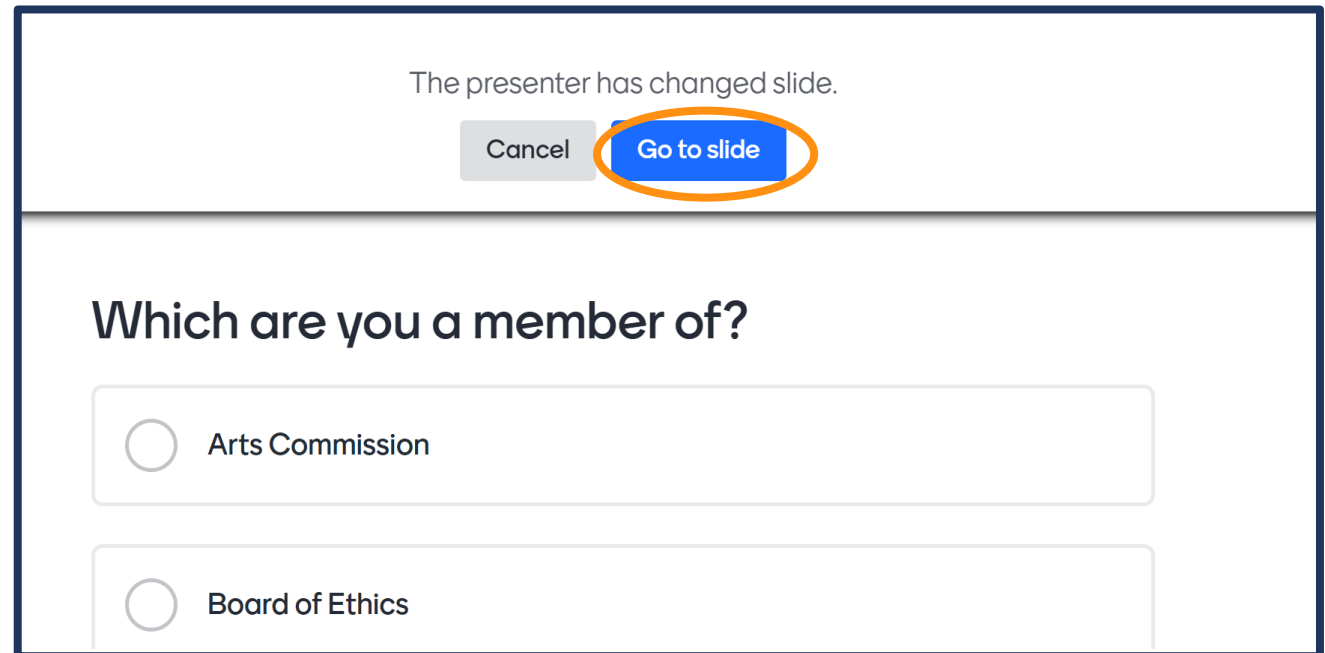 The presenter has changed slide.
Cancel Go to slide
Which are you a member of?
Arts Commission
Board of Ethics